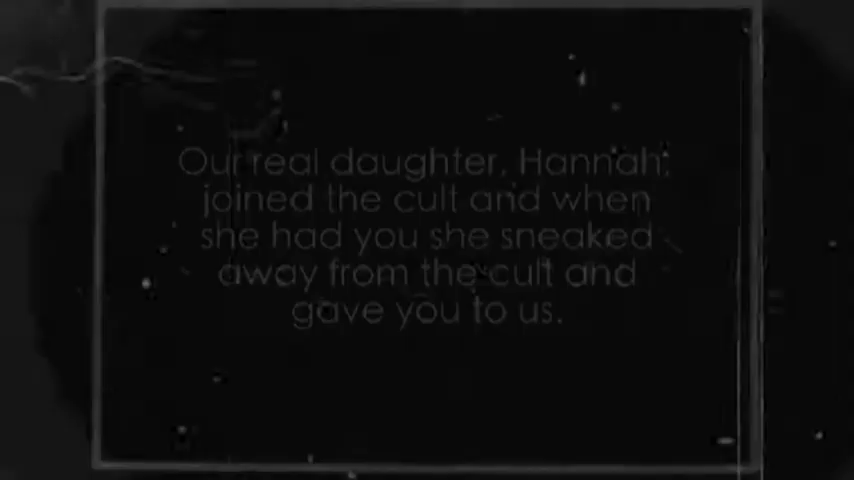 Our real daughter, Hannah,
joined the cult and when
she had you she sneaked
away from the cult and
gave you to us.